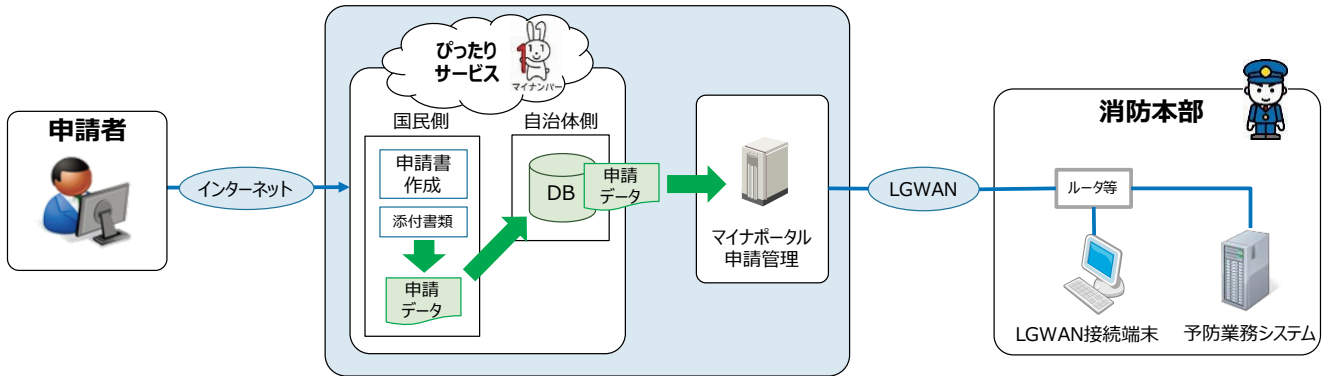 申請者
インターネット
ぴったり
サービス
マイナンバー
国民側
申請書
作成
添付書類
申請
データ
自治体側
DB
申請
データ
マイナポータル
申請管理
LGWAN
消防本部
ルータ等
LGWAN接続端末
予防業務システム